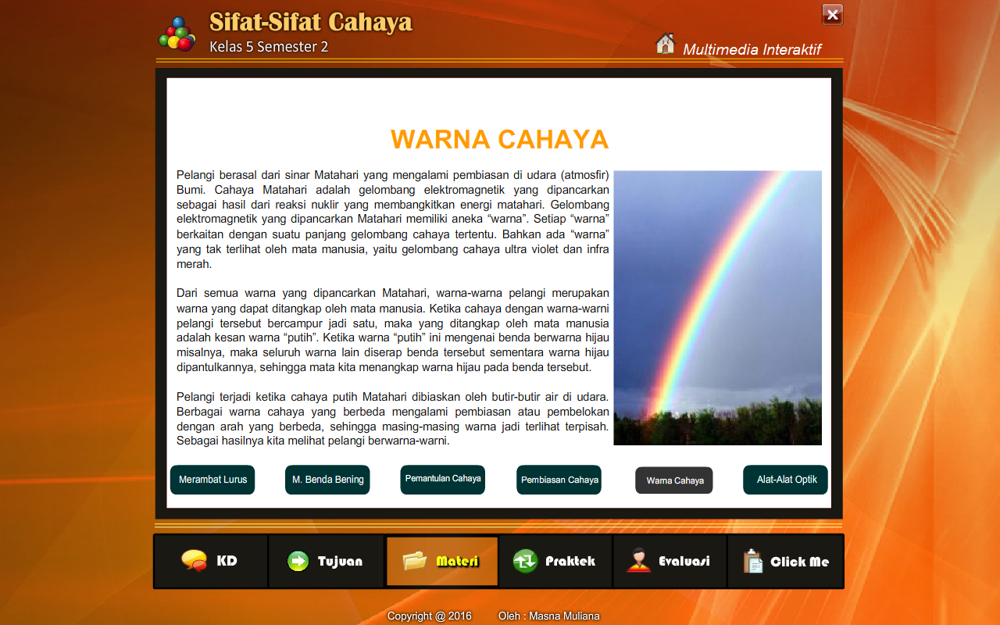 Sifat-Sifat Cahaya
Kelas 5 Semester 2
Multimedia Interaktif
WARNA CAHAYA
Pelangi berasal dari sinar Matahari yang mengalami pembiasan di udara (atmosfir)
Bumi. Cahaya Matahari adalah gelombang elektromagnetik yang dipancarkan
sebagai hasil dari reaksi nuklir yang membangkitkan energi matahari. Gelombang
elektromagnetik yang dipancarkan Matahari memiliki aneka “warna”. Setiap “warna”
berkaitan dengan suatu panjang gelombang cahaya tertentu. Bahkan ada “warna”
yang tak terlihat oleh mata manusia, yaitu gelombang cahaya ultra violet dan infra
merah.
Dari semua warna yang dipancarkan Matahari, warna-warna pelangi merupakan
warna yang dapat ditangkap oleh mata manusia. Ketika cahaya dengan warna-warni
pelangi tersebut bercampur jadi satu, maka yang ditangkap oleh mata manusia
adalah kesan warna “putih”. Ketika warna “putih” ini mengenai benda berwarna hijau
misalnya, maka seluruh warna lain diserap benda tersebut sementara warna hijau
dipantulkannya, sehingga mata kita menangkap warna hijau pada benda tersebut.
Pelangi terjadi ketika cahaya putih Matahari dibiaskan oleh butir-butir air di udara.
Berbagai warna cahaya yang berbeda mengalami pembiasan atau pembelokan
dengan arah yang berbeda, sehingga masing-masing warna jadi terlihat terpisah.
Sebagai hasilnya kita melihat pelangi berwarna-warni.
Merambat Lurus M. Benda Bening Pemantulan Cahaya Pembiasan Cahaya Warna Cahaya Alat-Alat Optik
KD Tujuan Materi Praktek Evaluasi Click Me
Copyright @ 2016 Oleh : Masna Muliana